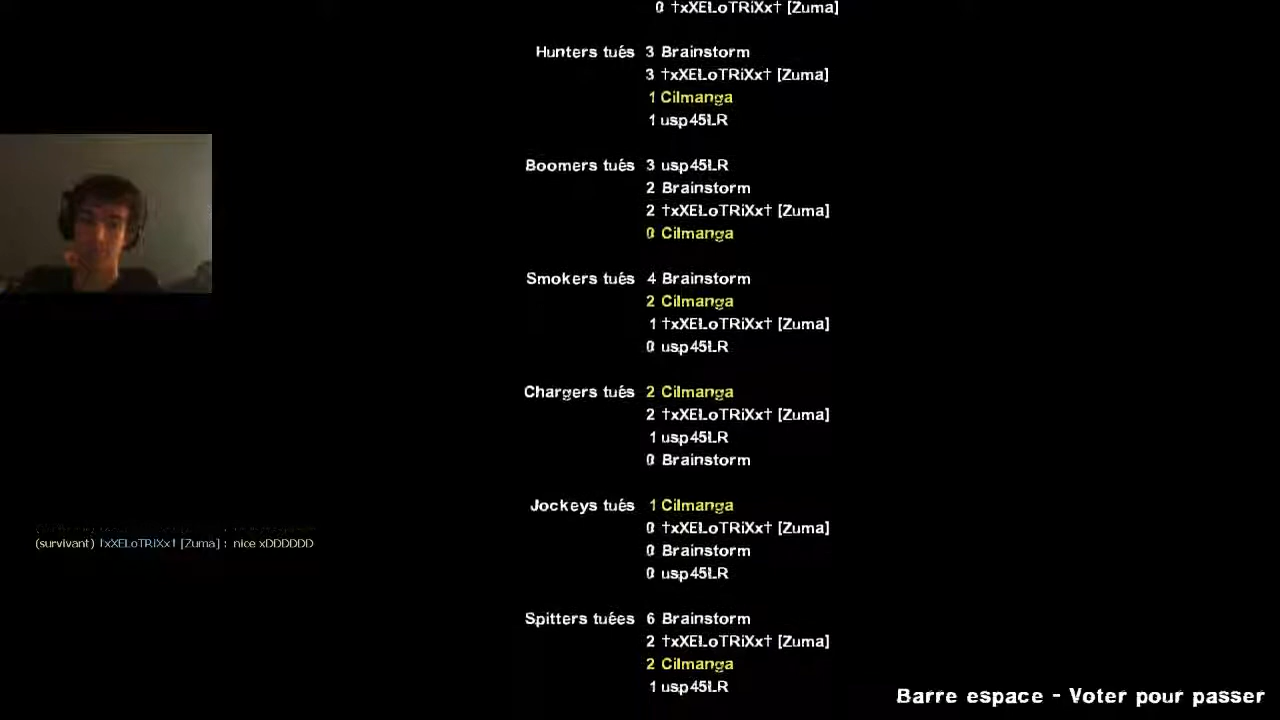 0 †xXELoTRiXx† [Zuma]
Hunters tués 3 Brainstorm
3 †xXELoTRiXx† [Zuma]
1 Cilmanga
1 usp45LR
Boomers tués 3 usp45LR
2 Brainstorm
2 †xXELoTRiXx† [Zuma]
0 Cilmanga
Smokers tués 4 Brainstorm
2 Cilmanga
1 †xXELoTRiXx† [Zuma]
0 usp45LR
Chargers tués 2 Cilmanga
2 †xXELoTRiXx† [Zuma]
1 usp45LR
0 Brainstorm
Jockeys tués 1 Cilmanga
0 †xXELoTRiXx† [Zuma]
0 Brainstorm
0 usp45LR
(survivant) †xXELoTRiXx† [Zuma] : nice xDDDDDD
Spitters tuées 6 Brainstorm
2 †xXELoTRiXx† [Zuma]
2 Cilmanga
1 usp45LR
Barre espace - Voter pour passer